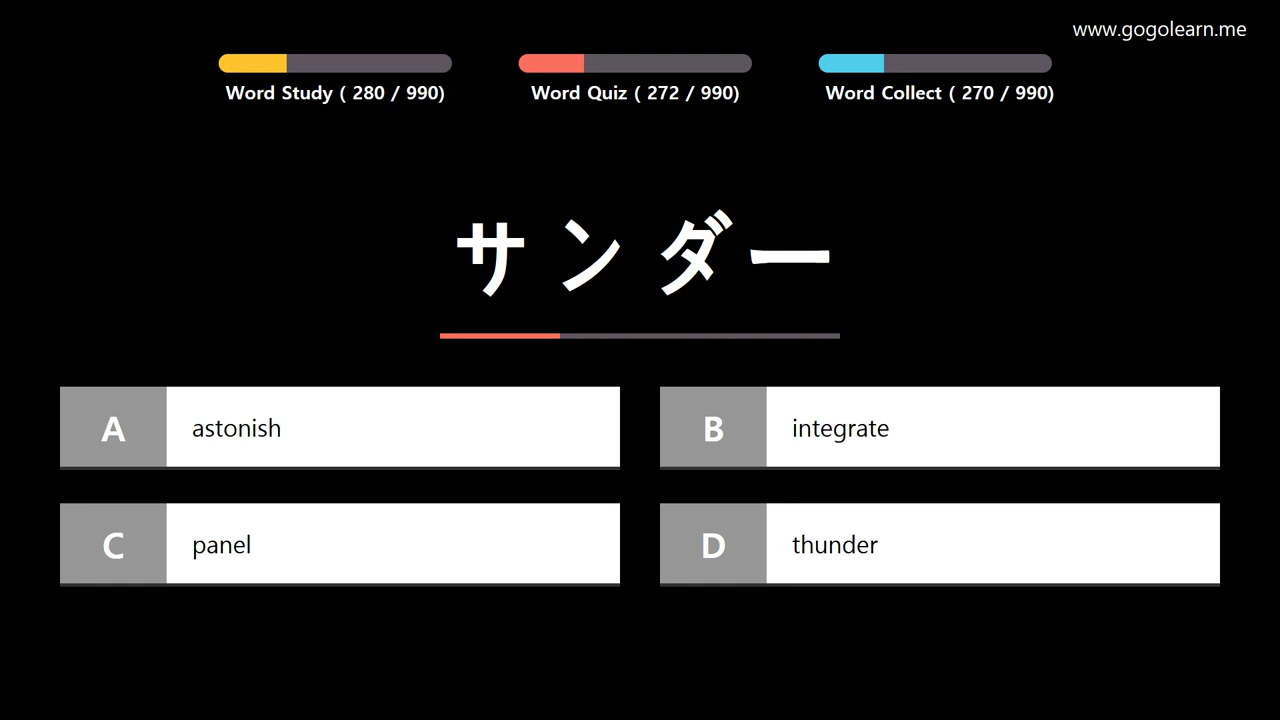 www.gogolearn.me
Word Study ( 280 / 990)
Word Quiz ( 272 / 990)
Word Collect ( 270 / 990)
サンダー
A astonish
B integrate
C panel
D thunder